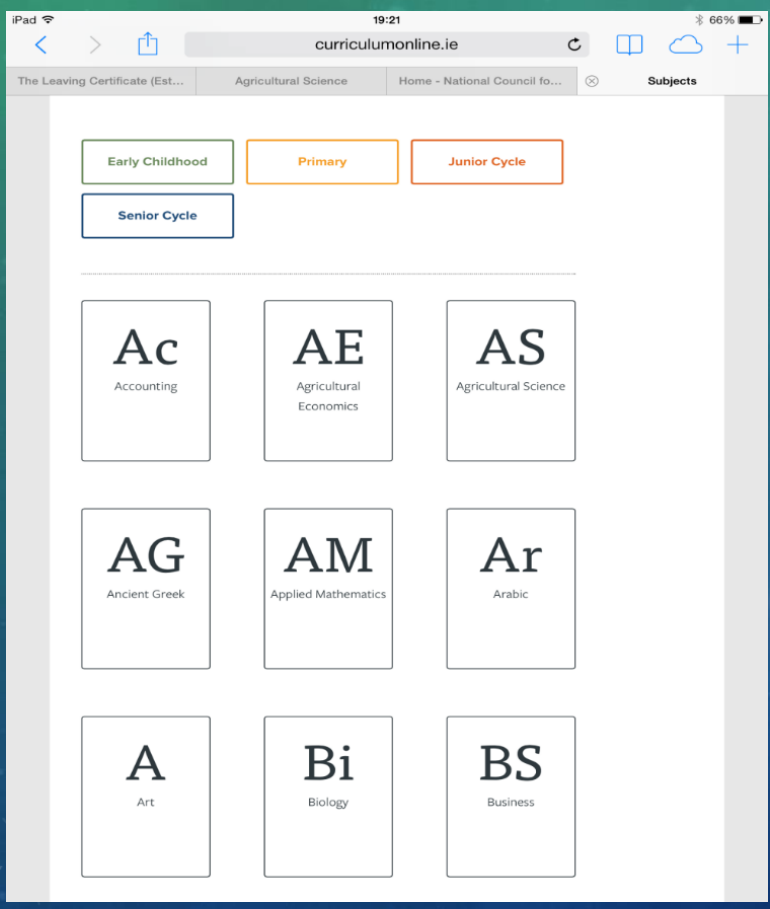 iPad 19:21 66%
curriculumonline.ie
The Leaving Certificate (Est... Agricultural Science Home - National Council fo... Subjects
Early Childhood Primary Junior Cycle
Senior Cycle
Ac AE AS
Accounting Agricultural Agricultural Science
Economics
AG AM Ar
Ancient Greek Applied Mathematics Arabic
A Bi BS
Art Biology Business